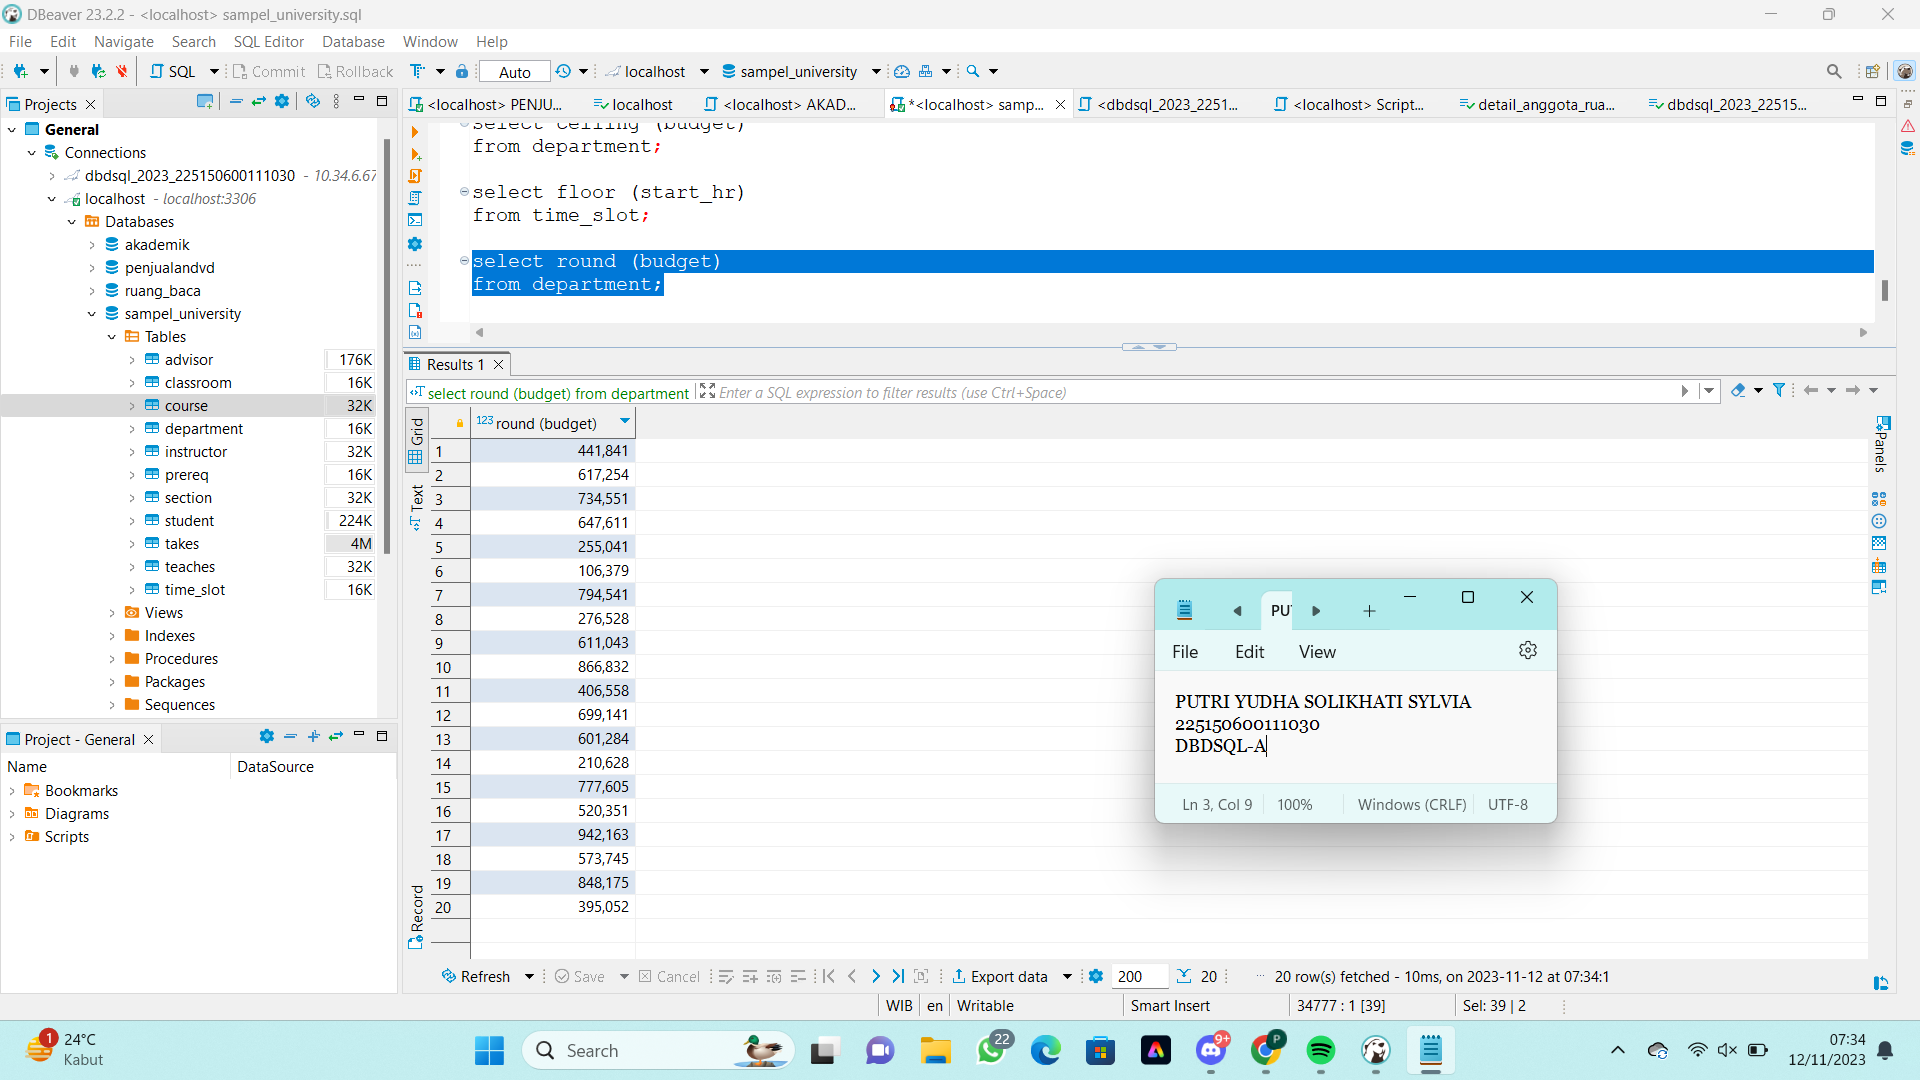 DBeaver 23.2.2 - <localhost> sampel_university.sql
File Edit Navigate Search SQL Editor Database Window Help
SQL Commit Rollback Auto localhost sampel_university
Projects
<localhost> PENJU... localhost <localhost> AKAD... *<localhost> samp... <dbdsql_2023_2251... <localhost> Script... detail_anggota_rua... dbdsql_2023_22515...
General
Connections
dbdsql_2023_225150600111030 - 10.34.6.67
localhost - localhost:3306
Databases
akademik
penjualandvd
ruang_baca
sampel_university
Tables
advisor 176K
classroom 16K
course 32K
department 16K
instructor 32K
prereq 16K
section 32K
student 224K
takes 4M
teaches 32K
time_slot 16K
Views
Indexes
Procedures
Packages
Sequences
Project - General
Name DataSource
Bookmarks
Diagrams
Scripts
select ceiling (budget)
from department;
select floor (start_hr)
from time_slot;
select round (budget)
from department;
Results 1
select round (budget) from department Enter a SQL expression to filter results (use Ctrl+Space)
Grid
Text
Record
Panels
123 round (budget)
1 441,841
2 617,254
3 734,551
4 647,611
5 255,041
6 106,379
7 794,541
8 276,528
9 611,043
10 866,832
11 406,558
12 699,141
13 601,284
14 210,628
15 777,605
16 520,351
17 942,163
18 573,745
19 848,175
20 395,052
PU
File Edit View
PUTRI YUDHA SOLIKHATI SYLVIA
225150600111030
DBDSQL-A
Ln 3, Col 9 100% Windows (CRLF) UTF-8
Refresh Save Cancel Export data 200 20 ... 20 row(s) fetched - 10ms, on 2023-11-12 at 07:34:1
WIB en Writable Smart Insert 34777 : 1 [39] Sel: 39 | 2
1 24°C
Kabut
Search
22
9+
P
07:34
12/11/2023